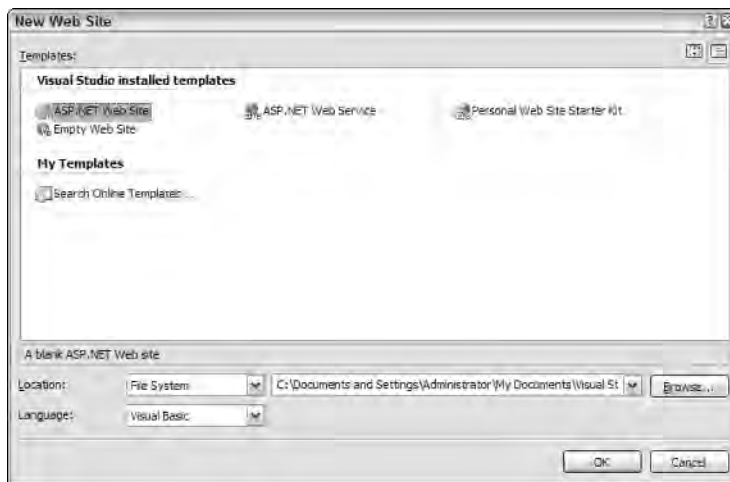 New Web Site
Templates:
Visual Studio installed templates
ASP.NET Web Site
ASP.NET Web Service
Personal Web Site Starter Kit
Empty Web Site
My Templates
Search Online Templates...
A blank ASP.NET Web site
Location:
File System
C:\Documents and Settings\Administrator\My Documents\Visual St
Browse...
Language:
Visual Basic
OK
Cancel